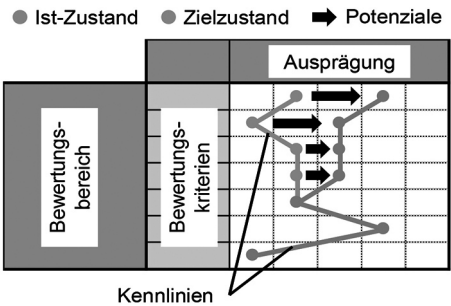 Ist-Zustand Zielzustand Potenziale
Ausprägung
Bewertungs-
bereich
Bewertungs-
kriterien
Kennlinien